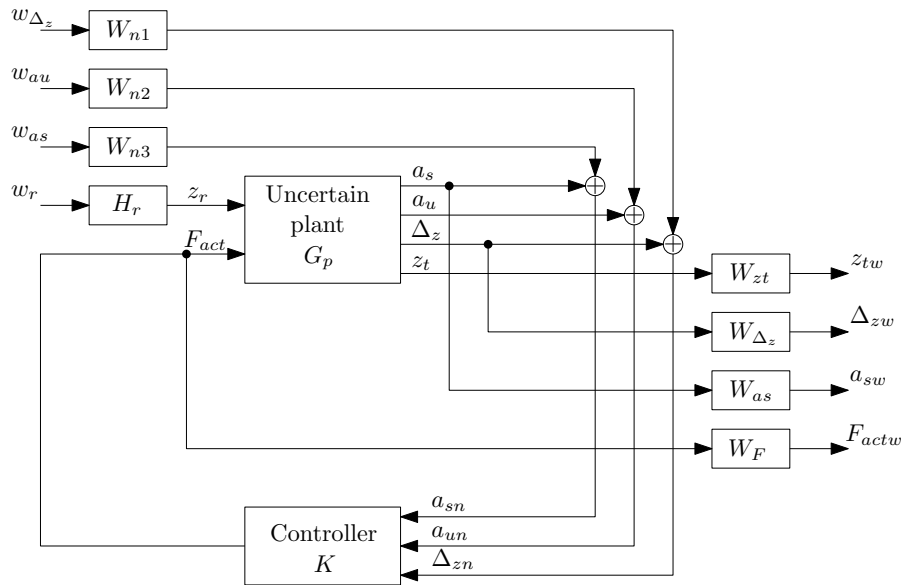 w_{Δ_z}
W_{n1}
w_{au}
W_{n2}
w_{as}
W_{n3}
w_r
H_r
z_r
Uncertain
plant
G_p
a_s
a_u
Δ_z
z_t
F_{act}
W_{zt}
z_{tw}
W_{Δ_z}
Δ_{zw}
W_{as}
a_{sw}
W_F
F_{actw}
Controller
K
a_{sn}
a_{un}
Δ_{zn}